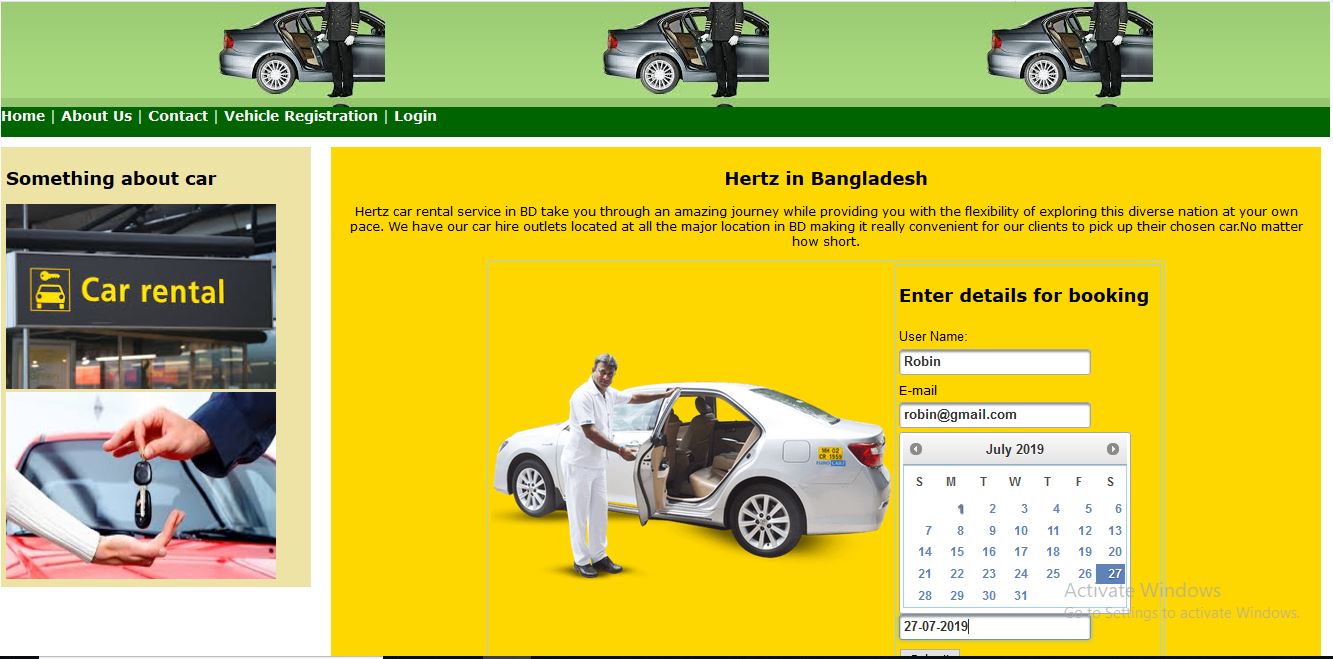 Home | About Us | Contact | Vehicle Registration | Login
Something about car
Car rental
Hertz in Bangladesh
Hertz car rental service in BD take you through an amazing journey while providing you with the flexibility of exploring this diverse nation at your own
pace. We have our car hire outlets located at all the major location in BD making it really convenient for our clients to pick up their chosen car.No matter
how short.
MH 02
CR 1959
Enter details for booking
User Name:
Robin
E-mail
robin@gmail.com
July 2019
S M T W T F S
1 2 3 4 5 6
7 8 9 10 11 12 13
14 15 16 17 18 19 20
21 22 23 24 25 26 27
28 29 30 31
27-07-2019
Activate Windows
Go to Settings to activate Windows.